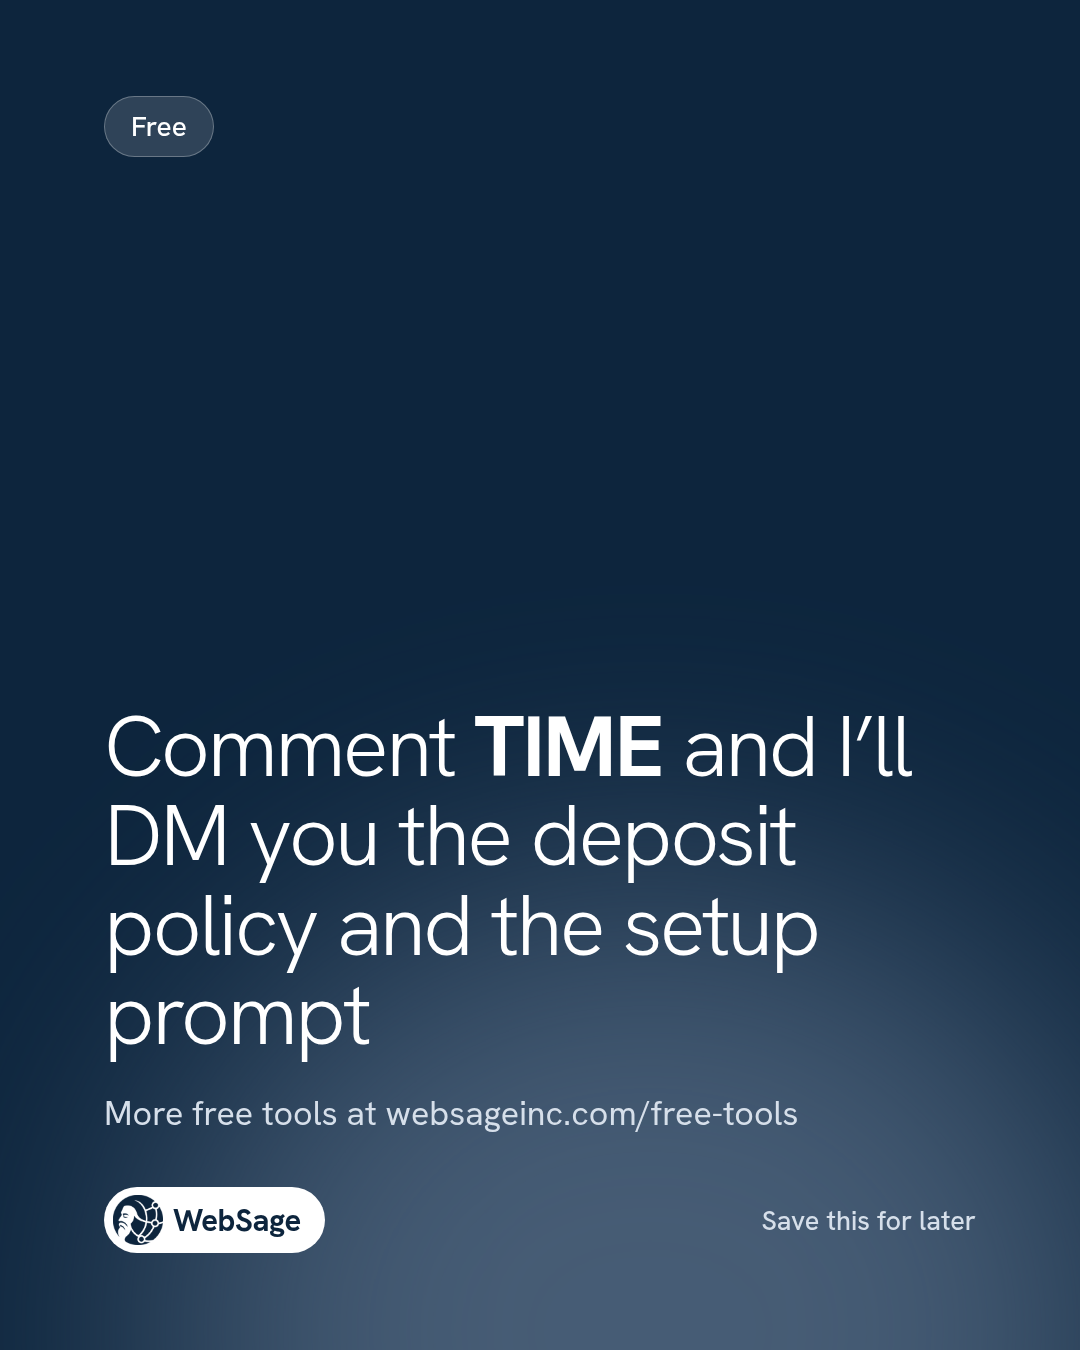 Free
Comment TIME and I’ll
DM you the deposit
policy and the setup
prompt
More free tools at websageinc.com/free-tools
WebSage
Save this for later